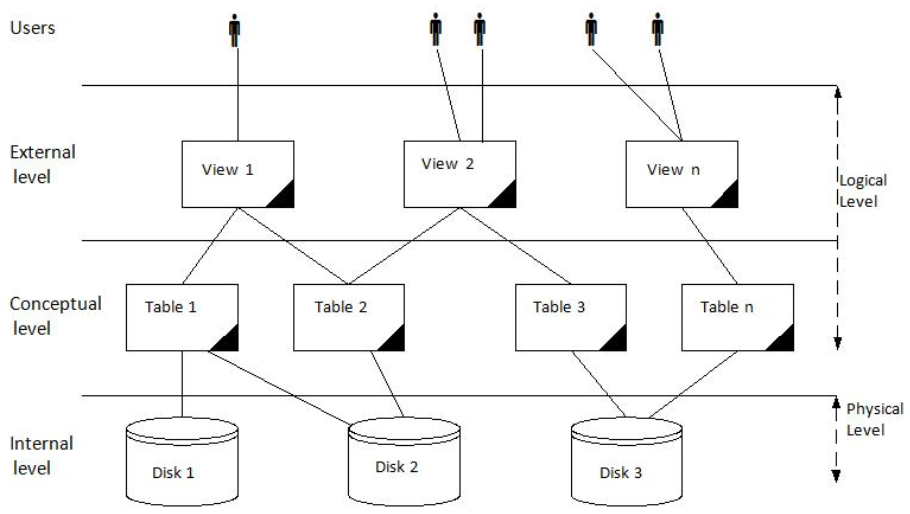 Users
External
level
View 1
View 2
View n
Logical
Level
Conceptual
level
Table 1
Table 2
Table 3
Table n
Physical
Level
Internal
level
Disk 1
Disk 2
Disk 3